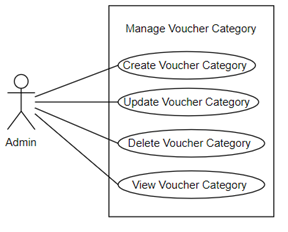 Manage Voucher Category
Create Voucher Category
Update Voucher Category
Delete Voucher Category
View Voucher Category
Admin